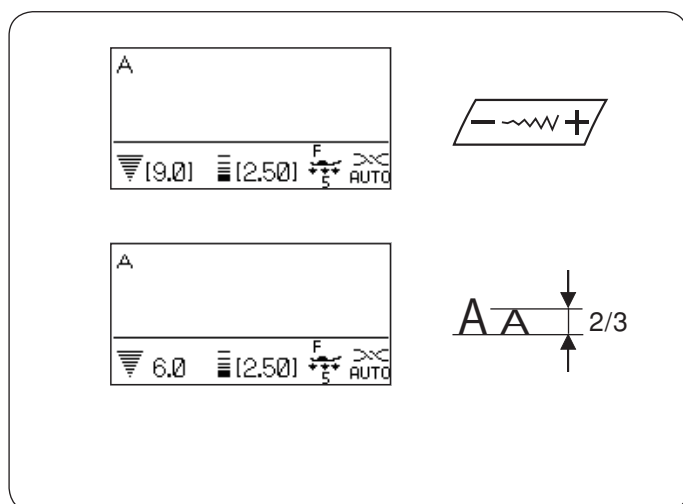 A
F
[9.0] [2.50] 5 AUTO
− +
A
F
6.0 [2.50] 5 AUTO
A A 2/3